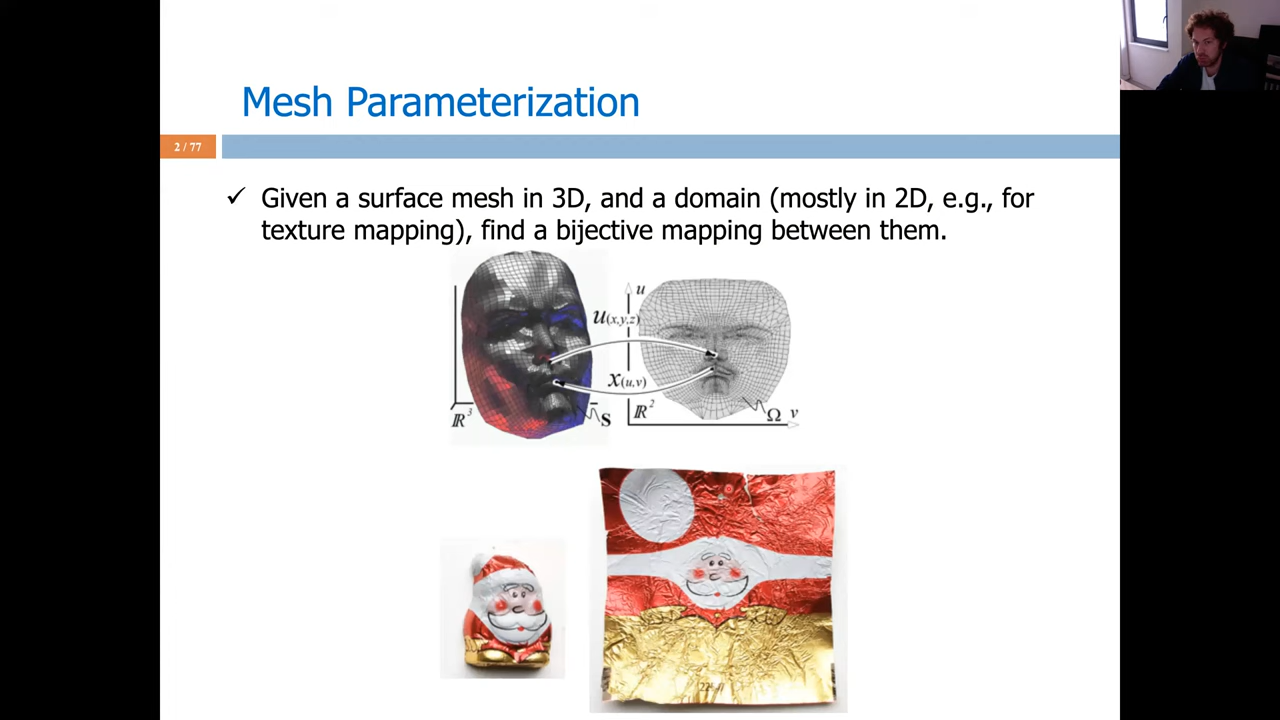 Mesh Parameterization
2 / 77
✓ Given a surface mesh in 3D, and a domain (mostly in 2D, e.g., for
texture mapping), find a bijective mapping between them.
u
u(x,y,z)
x(u,v)
ℝ³
S
ℝ²
Ω
v